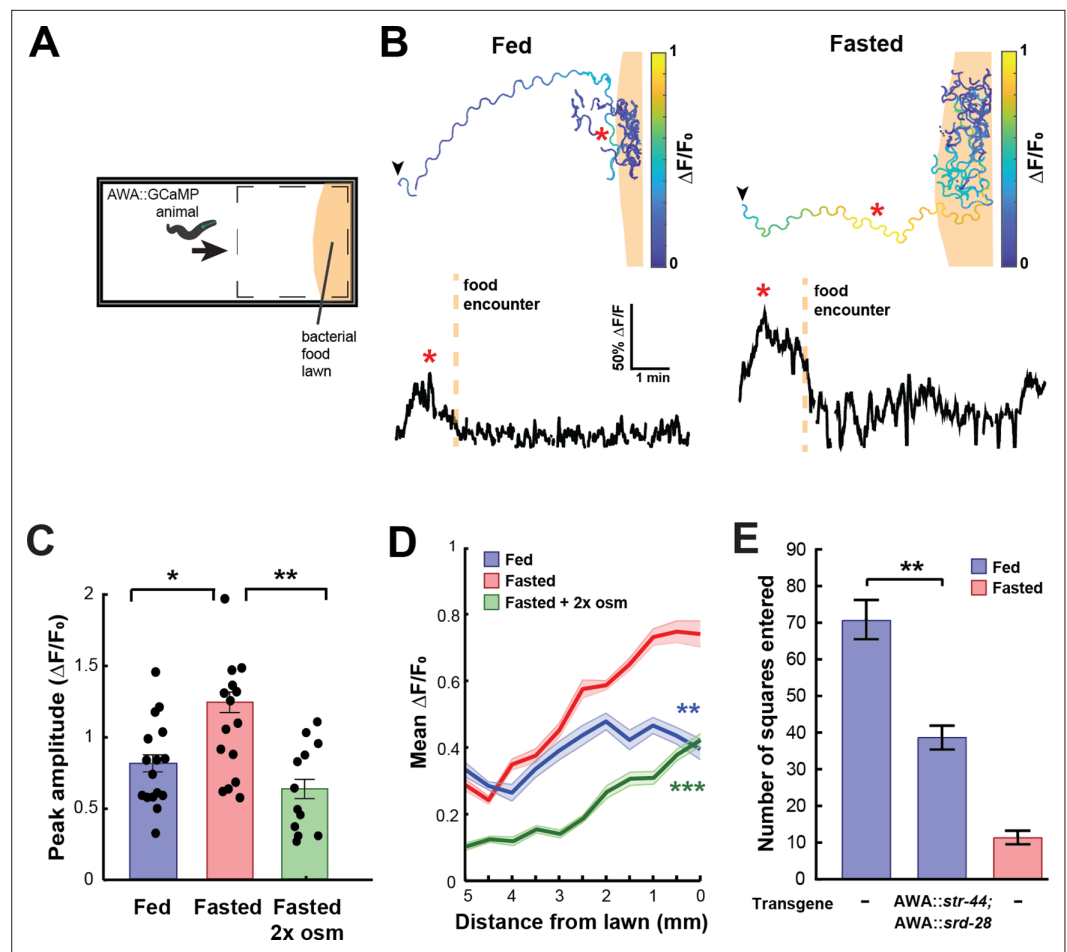 A
AWA::GCaMP
animal
bacterial
food
lawn
B
Fed
Fasted
1
ΔF/F₀
0
1
ΔF/F₀
0
*
*
food
encounter
50% ΔF/F
1 min
*
food
encounter
*
C
Peak amplitude (ΔF/F₀)
2
1.5
1
0.5
0
*
**
Fed
Fasted
Fasted
2x osm
D
Fed
Fasted
Fasted + 2x osm
Mean ΔF/F₀
1
0.8
0.6
0.4
0.2
0
**
***
5
4
3
2
1
0
Distance from lawn (mm)
E
Fed
Fasted
Number of squares entered
90
80
70
60
50
40
30
20
10
0
**
Transgene
–
AWA::str-44;
AWA::srd-28
–